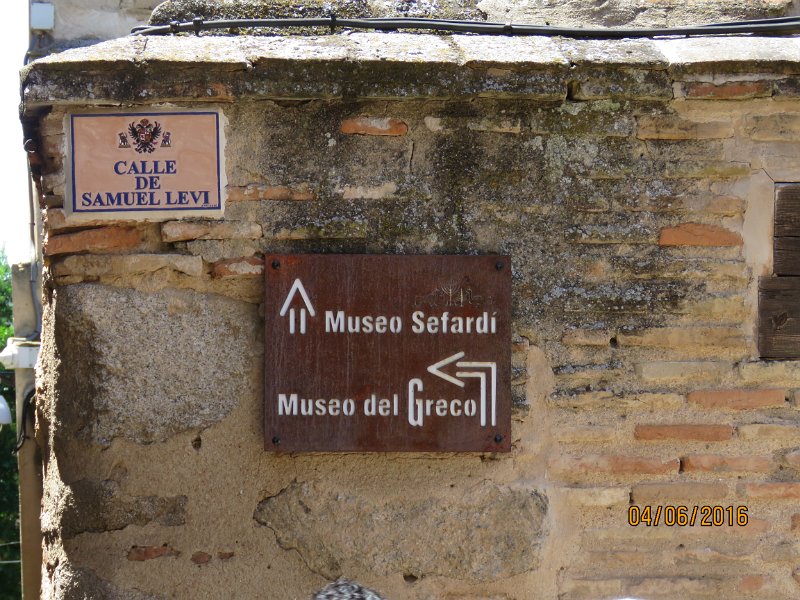 CALLE
DE
SAMUEL LEVI
Museo Sefardí
Museo del Greco
04/06/2016